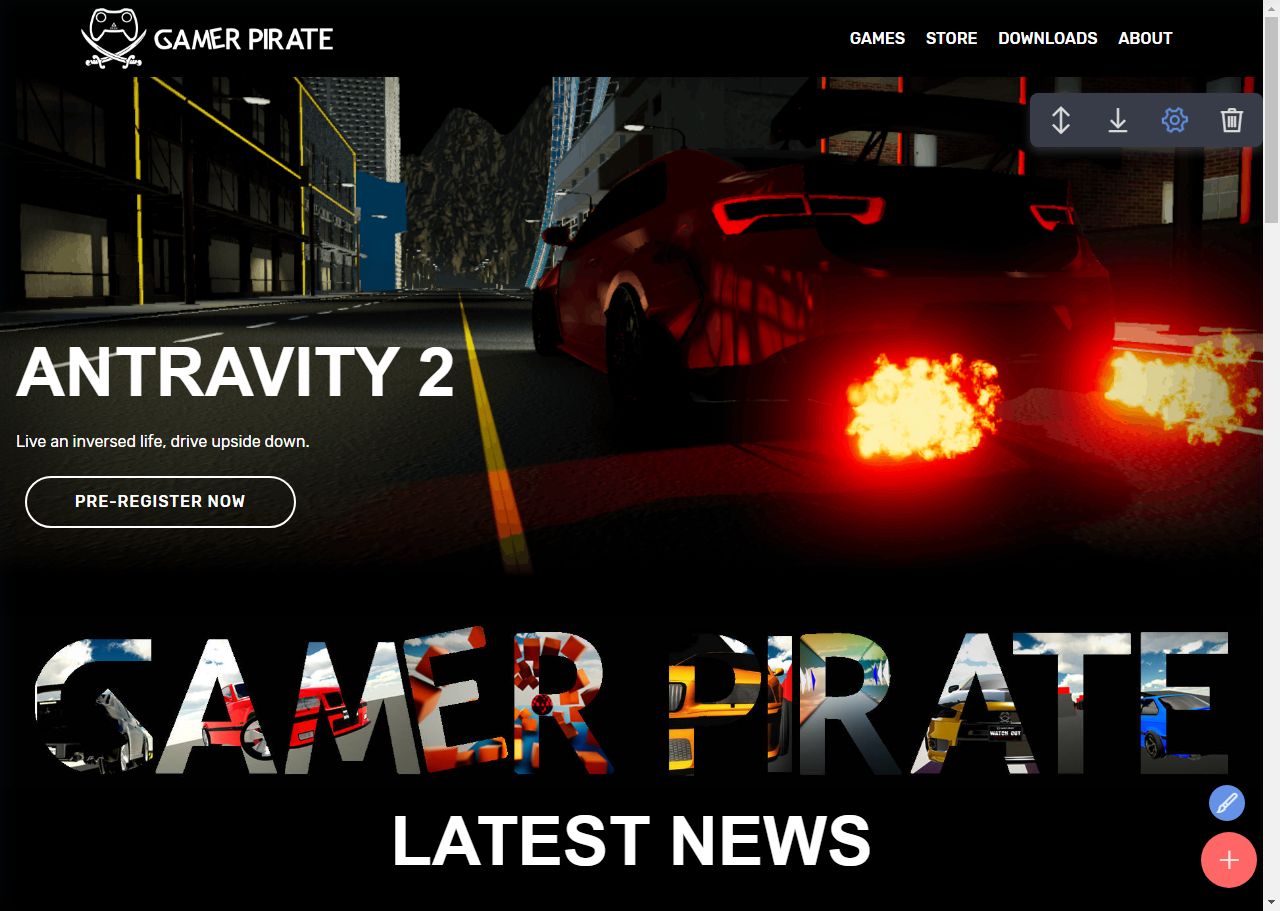 GAMER PIRATE
GAMES STORE DOWNLOADS ABOUT
ANTRAVITY 2
Live an inversed life, drive upside down.
PRE-REGISTER NOW
GAMER PIRATE
WATCH OUT
LATEST NEWS